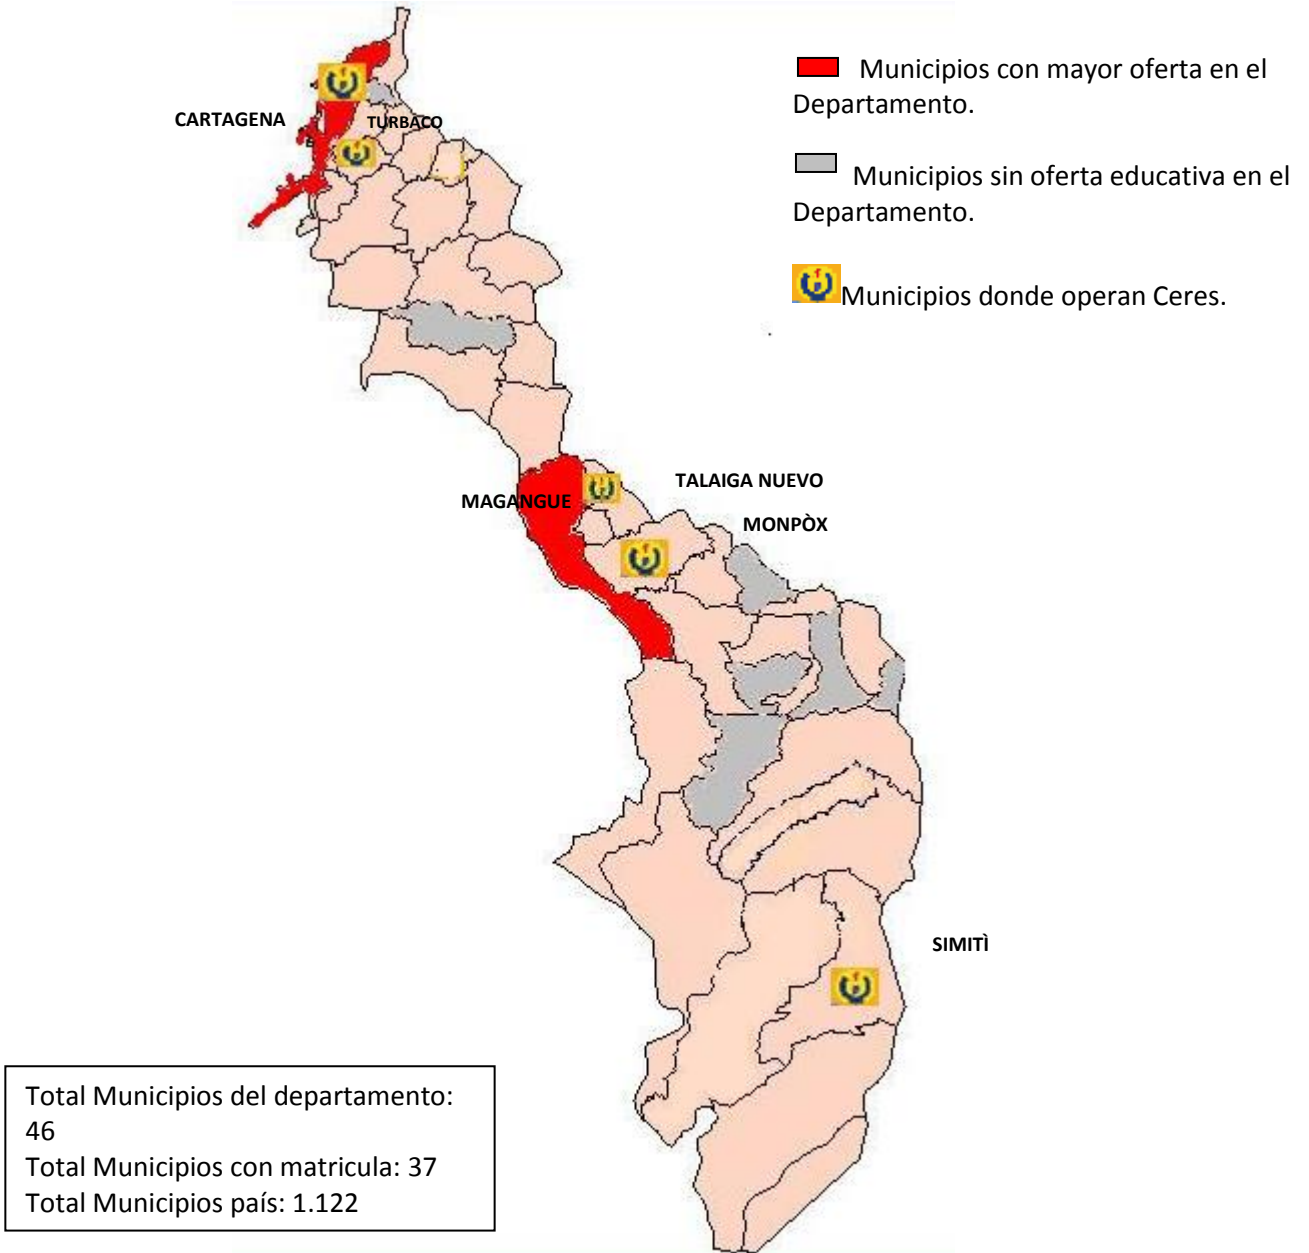 Municipios con mayor oferta en el
Departamento.
CARTAGENA
TURBACO
Municipios sin oferta educativa en el
Departamento.
Municipios donde operan Ceres.
TALAIGA NUEVO
MAGANGUE
MONPÒX
SIMITÌ
Total Municipios del departamento:
46
Total Municipios con matricula: 37
Total Municipios país: 1.122